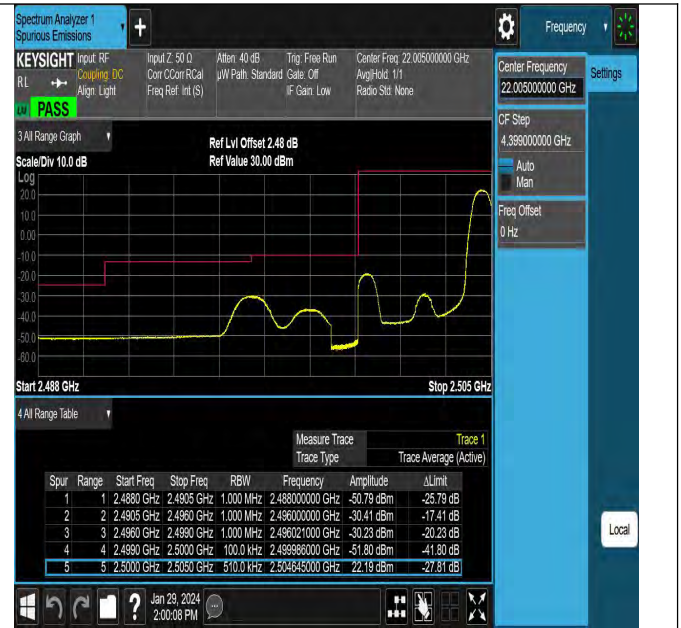 Spectrum Analyzer 1
Spurious Emissions
+
Frequency
KEYSIGHT Input: RF Input Z: 50 Ω Atten: 40 dB Trig: Free Run Center Freq: 22.005000000 GHz
RL Coupling: DC Corr CCorr RCal µW Path: Standard Gate: Off Avg|Hold: 1/1
Align: Light Freq Ref: Int (S) IF Gain: Low Radio Std: None
LM PASS
Center Frequency
22.005000000 GHz
Settings
CF Step
4.399000000 GHz
Auto
Man
Freq Offset
0 Hz
3 All Range Graph
Ref Lvl Offset 2.48 dB
Scale/Div 10.0 dB Ref Value 30.00 dBm
Log
20.0
10.0
0.00
-10.0
-20.0
-30.0
-40.0
-50.0
-60.0
Start 2.488 GHz Stop 2.505 GHz
4 All Range Table
Measure Trace Trace 1
Trace Type Trace Average (Active)
Spur Range Start Freq Stop Freq RBW Frequency Amplitude ΔLimit
1 1 2.4880 GHz 2.4905 GHz 1.000 MHz 2.488000000 GHz -50.79 dBm -25.79 dB
2 2 2.4905 GHz 2.4960 GHz 1.000 MHz 2.496000000 GHz -30.41 dBm -17.41 dB
3 3 2.4960 GHz 2.4990 GHz 1.000 MHz 2.496021000 GHz -30.23 dBm -20.23 dB
4 4 2.4990 GHz 2.5000 GHz 100.0 kHz 2.499986000 GHz -51.80 dBm -41.80 dB
5 5 2.5000 GHz 2.5050 GHz 510.0 kHz 2.504645000 GHz 22.19 dBm -27.81 dB
Local
?
Jan 29, 2024
2:00:08 PM